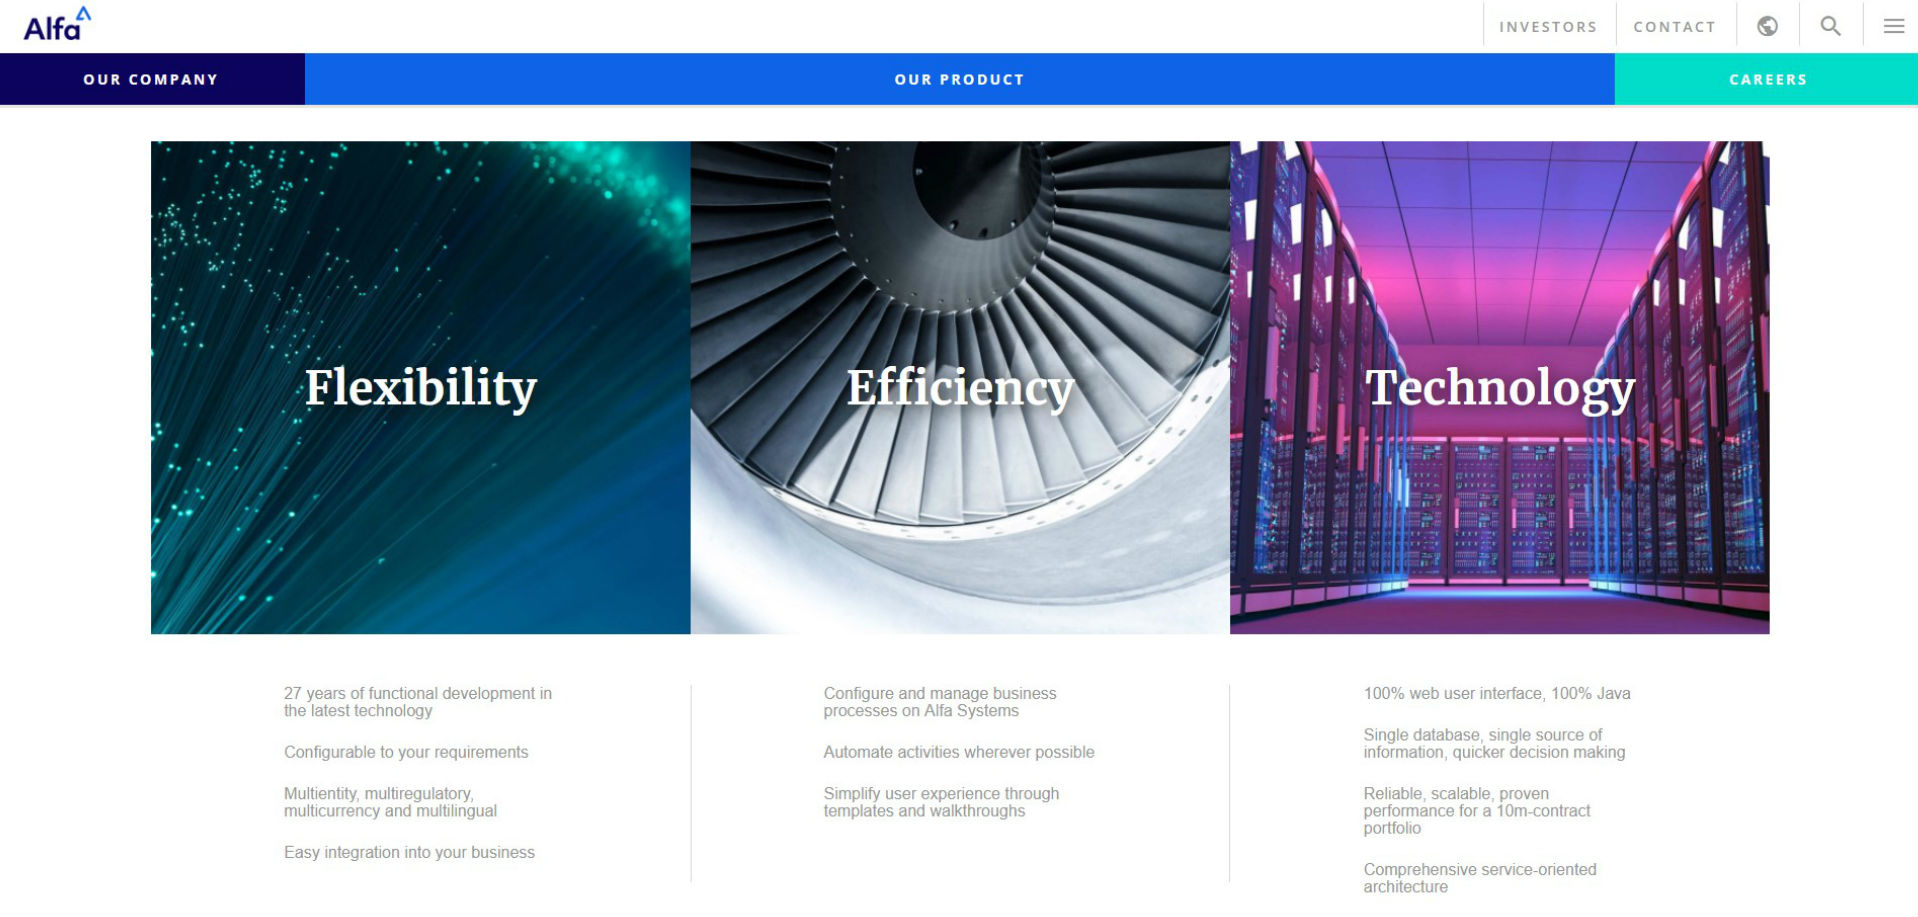 Alfa
INVESTORS
CONTACT
OUR COMPANY
OUR PRODUCT
CAREERS
Flexibility
Efficiency
Technology
27 years of functional development in
the latest technology
Configurable to your requirements
Multientity, multiregulatory,
multicurrency and multilingual
Easy integration into your business
Configure and manage business
processes on Alfa Systems
Automate activities wherever possible
Simplify user experience through
templates and walkthroughs
100% web user interface, 100% Java
Single database, single source of
information, quicker decision making
Reliable, scalable, proven
performance for a 10m-contract
portfolio
Comprehensive service-oriented
architecture